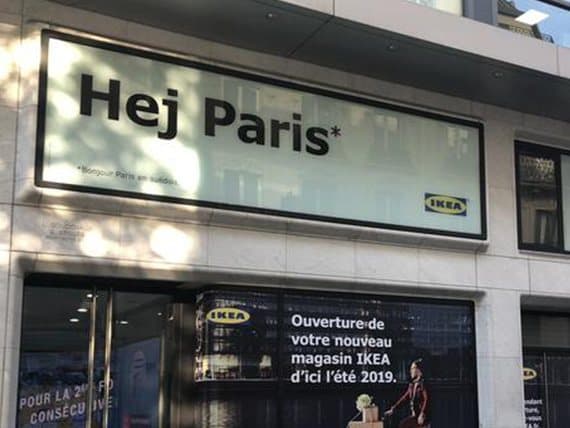 Hej Paris*
*Bonjour Paris en suédois.
IKEA
IKEA
Ouverture de
votre nouveau
magasin IKEA
d'ici l'été 2019.
POUR LA 2
CONSÉCUTIVE
IKEA